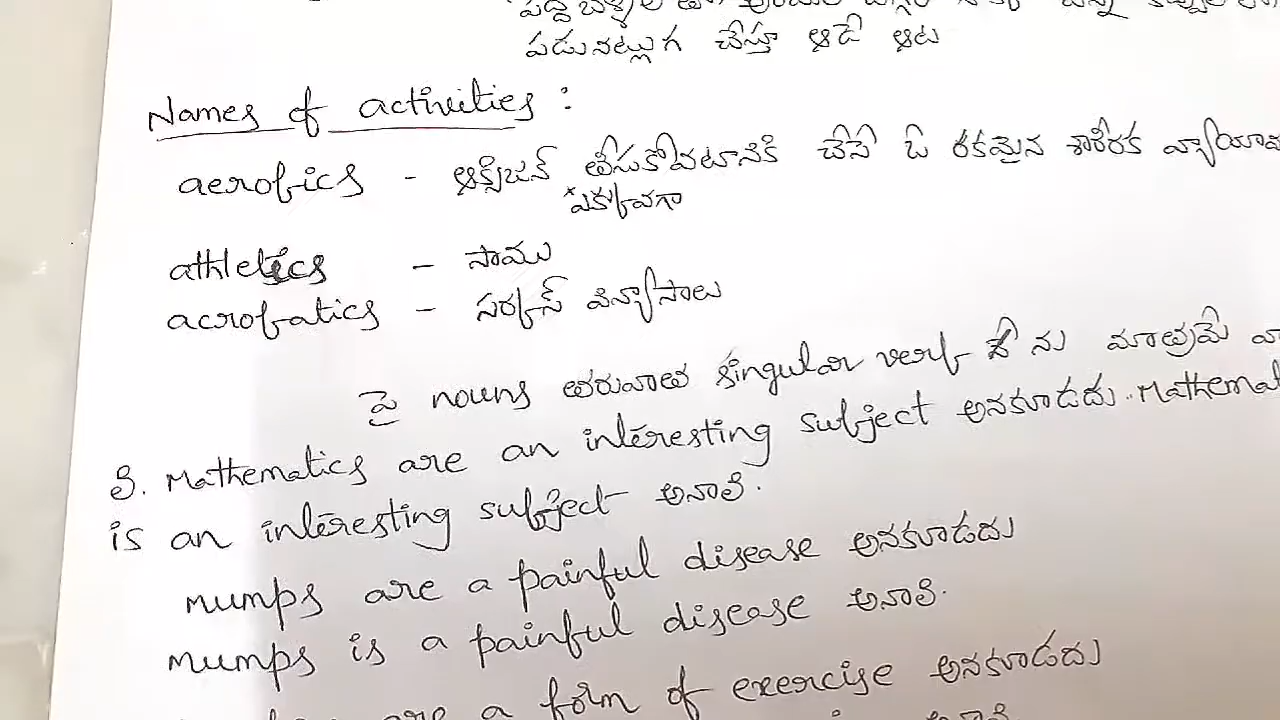 పడునట్లుగ చేస్తూ ఆడే ఆట
Names of activities :
aerobics - ఆక్సిజన్ తీసుకోవటానికి చేసే ఓ రకమైన శారీరక
ఎక్కువగా
athletics - సాము
acrobatics - సర్కస్ విన్యాసాలు
పై nouns తరువాత singular verb ను మాత్రమే
Mathematics are an interesting subject అనకూడదు.
is an interesting subject అనాలి.
mumps are a painful disease అనకూడదు
mumps is a painful disease అనాలి.
are a form of exercise అనకూడదు